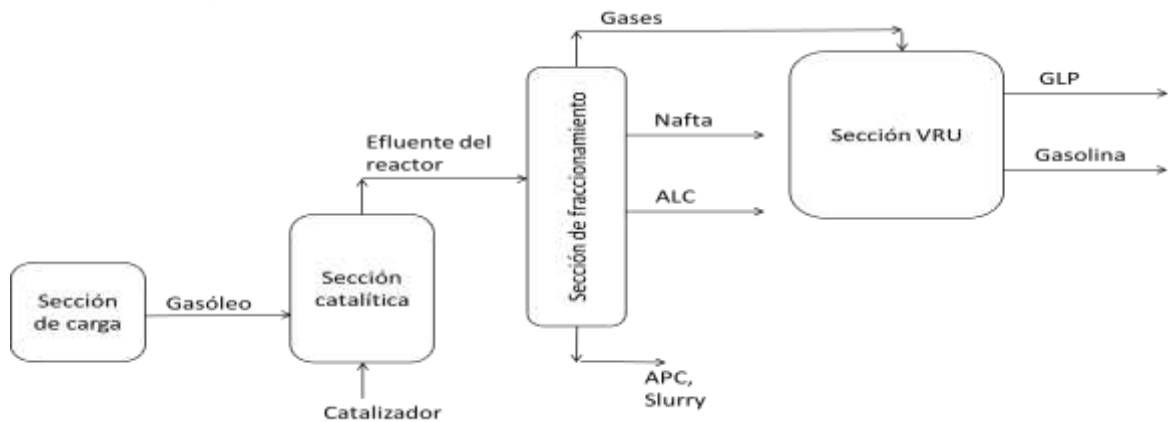 Gases
GLP
Nafta
Sección VRU
Efluente del
reactor
Gasolina
Sección de fraccionamiento
ALC
Sección
catalítica
Sección
de carga
Gasóleo
APC,
Slurry
Catalizador